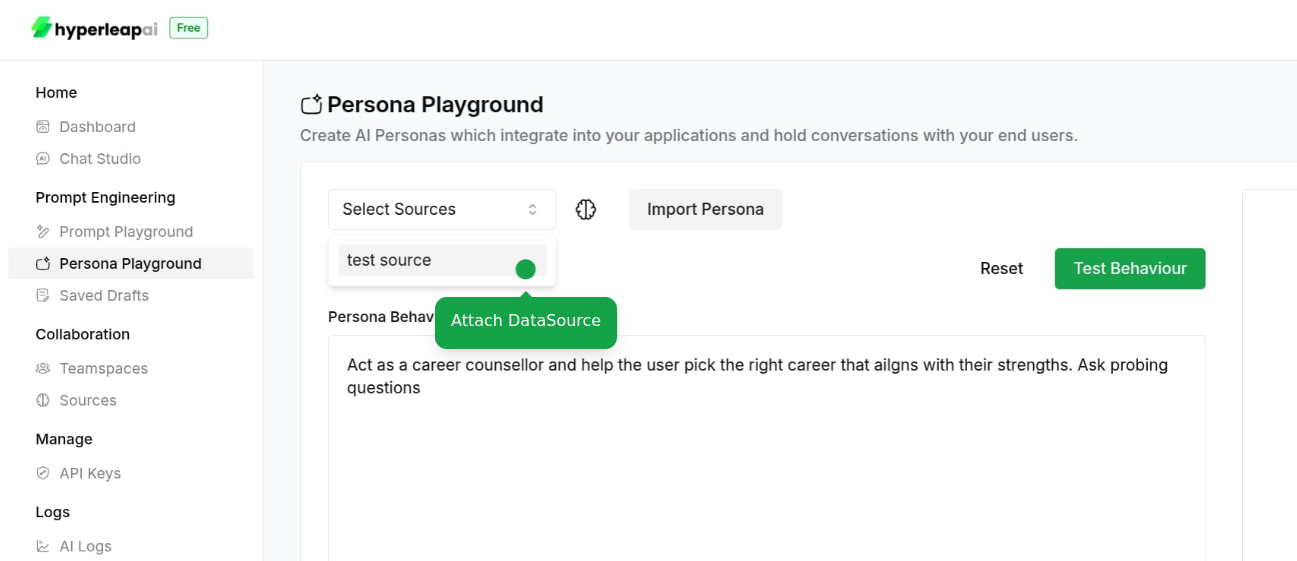 hyperleapai Free
Home
Dashboard
Chat Studio
Prompt Engineering
Prompt Playground
Persona Playground
Saved Drafts
Collaboration
Teamspaces
Sources
Manage
API Keys
Logs
AI Logs
Persona Playground
Create AI Personas which integrate into your applications and hold conversations with your end users.
Select Sources
Import Persona
test source
Reset
Test Behaviour
Attach DataSource
Persona Behav
Act as a career counsellor and help the user pick the right career that ailgns with their strengths. Ask probing
questions